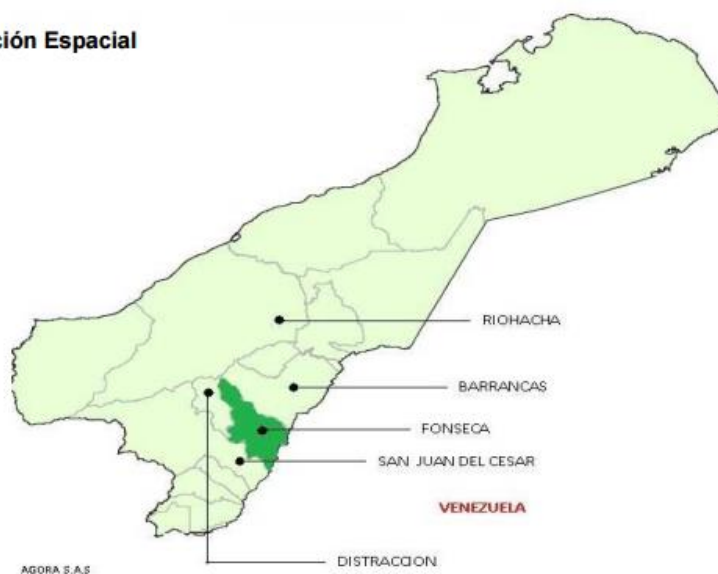 ción Espacial
RIOHACHA
BARRANCAS
FONSECA
SAN JUAN DEL CESAR
VENEZUELA
DISTRACCION
AGORA S.A.S